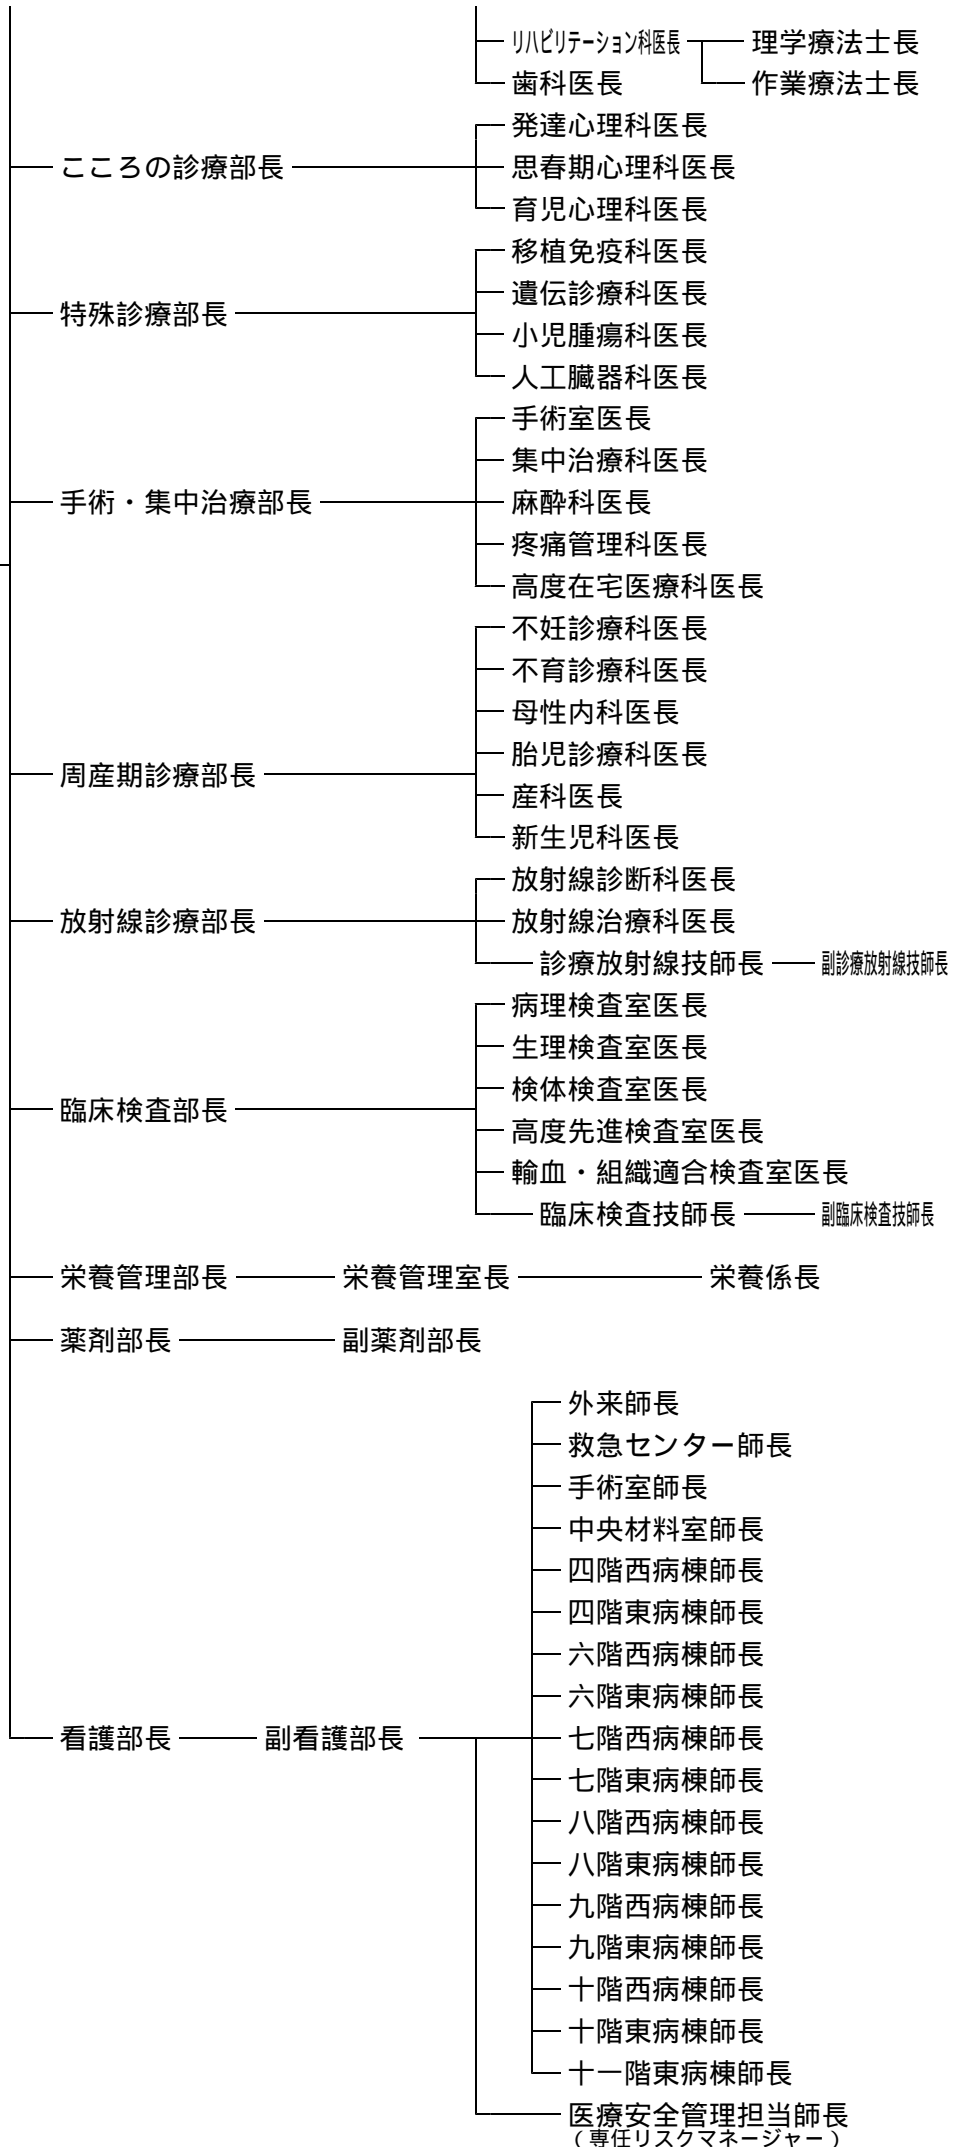 リハビリテーション科医長 理学療法士長
歯科医長 作業療法士長
発達心理科医長
こころの診療部長 思春期心理科医長
育児心理科医長
移植免疫科医長
遺伝診療科医長
特殊診療部長
小児腫瘍科医長
人工臓器科医長
手術室医長
集中治療科医長
手術・集中治療部長 麻酔科医長
疼痛管理科医長
高度在宅医療科医長
不妊診療科医長
不育診療科医長
母性内科医長
胎児診療科医長
周産期診療部長
産科医長
新生児科医長
放射線診断科医長
放射線診療部長 放射線治療科医長
診療放射線技師長 副診療放射線技師長
病理検査室医長
生理検査室医長
検体検査室医長
臨床検査部長
高度先進検査室医長
輸血・組織適合検査室医長
臨床検査技師長 副臨床検査技師長
栄養管理部長 栄養管理室長 栄養係長
薬剤部長 副薬剤部長
外来師長
救急センター師長
手術室師長
中央材料室師長
四階西病棟師長
四階東病棟師長
六階西病棟師長
六階東病棟師長
看護部長 副看護部長 七階西病棟師長
七階東病棟師長
八階西病棟師長
八階東病棟師長
九階西病棟師長
九階東病棟師長
十階西病棟師長
十階東病棟師長
十一階東病棟師長
医療安全管理担当師長
（専任リスクマネージャー）